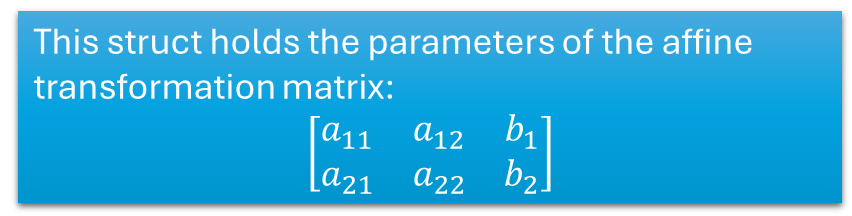 This struct holds the parameters of the affine
transformation matrix:
[a₁₁ a₁₂ b₁]
[a₂₁ a₂₂ b₂]